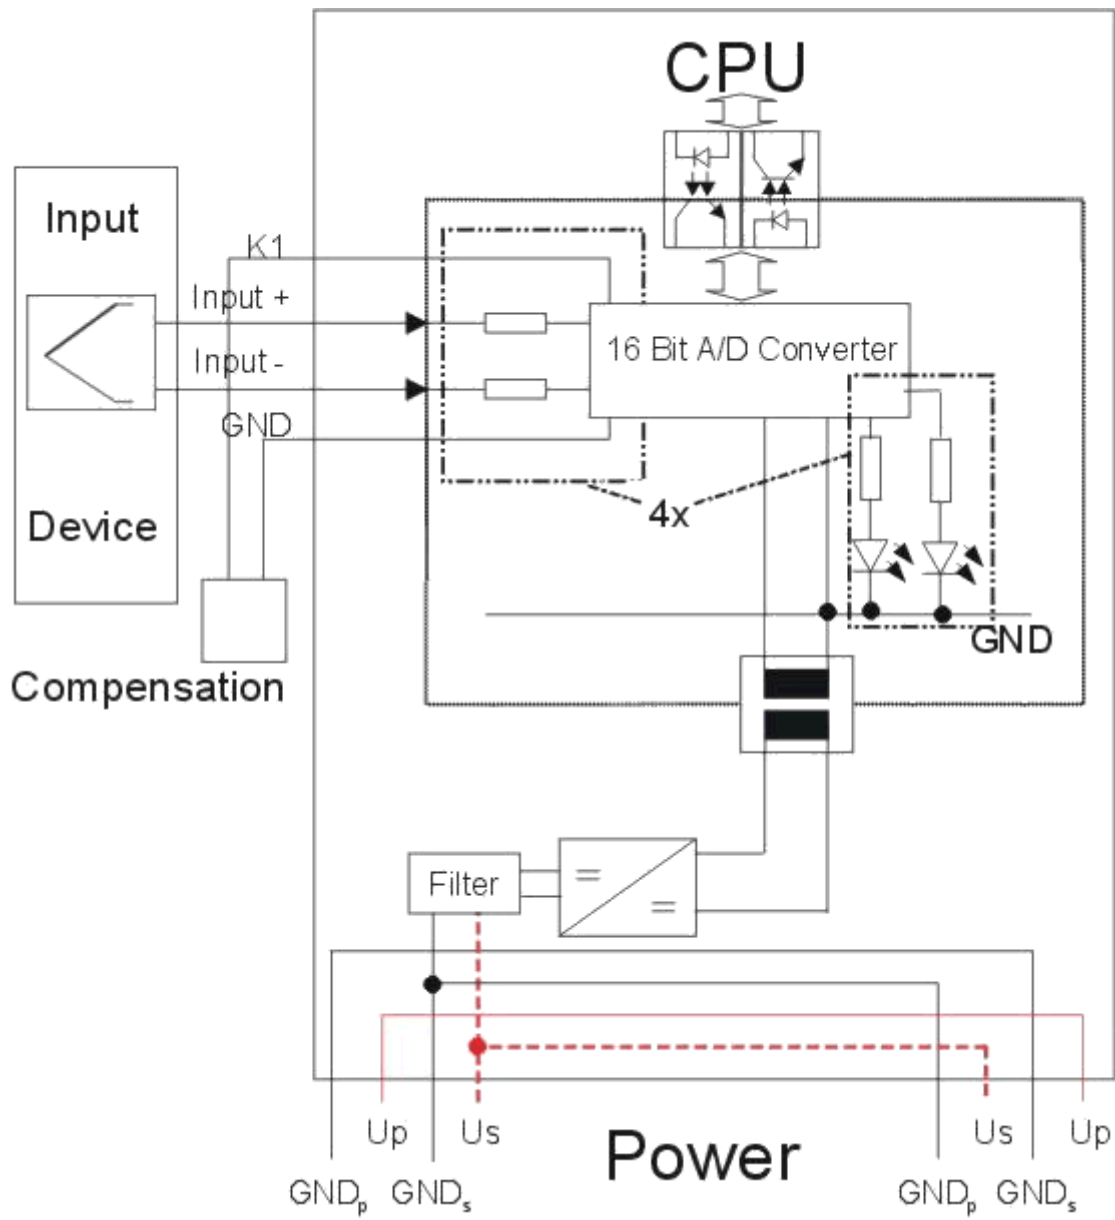 CPU
Input
K1
Input +
16 Bit A/D Converter
Input -
GND
4x
Device
GND
Compensation
Filter
=
=
Up
Us
Power
Us
Up
GNDp
GNDs
GNDp
GNDs